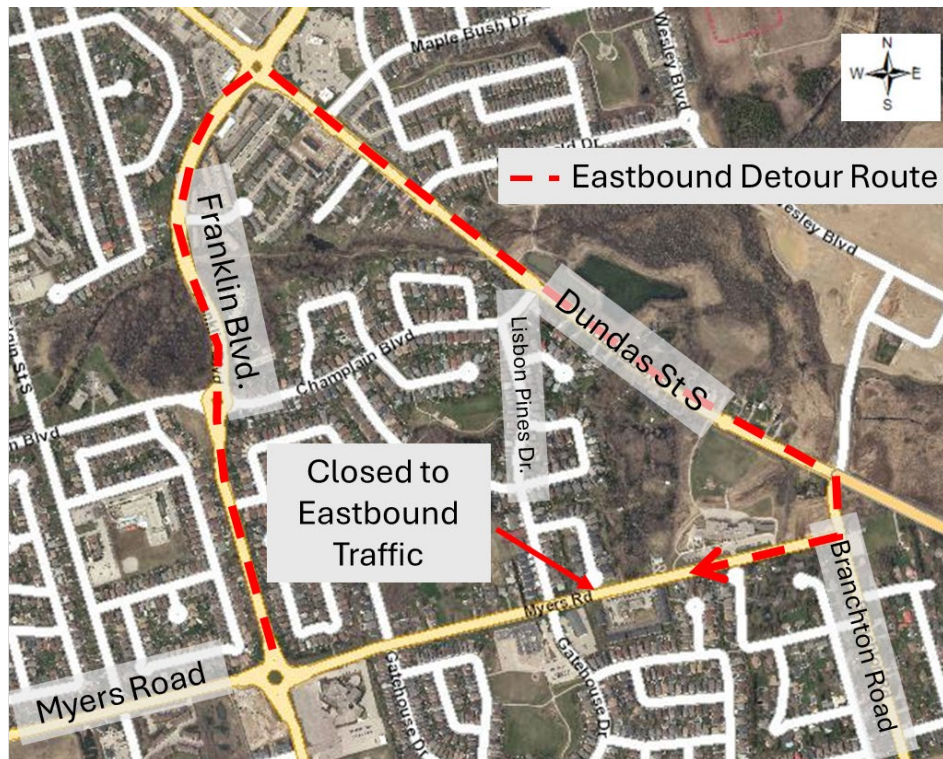 Maple Bush Dr
Wesley Blvd
N
W E
S
Eastbound Detour Route
Wesley Blvd
Franklin Blvd.
Dundas St S
Lisbon Pines Dr.
Champlain Blvd
Blvd
Closed to
Eastbound
Traffic
Myers Rd
Branchton Road
Myers Road
Gatehouse Dr
Gatehouse Dr